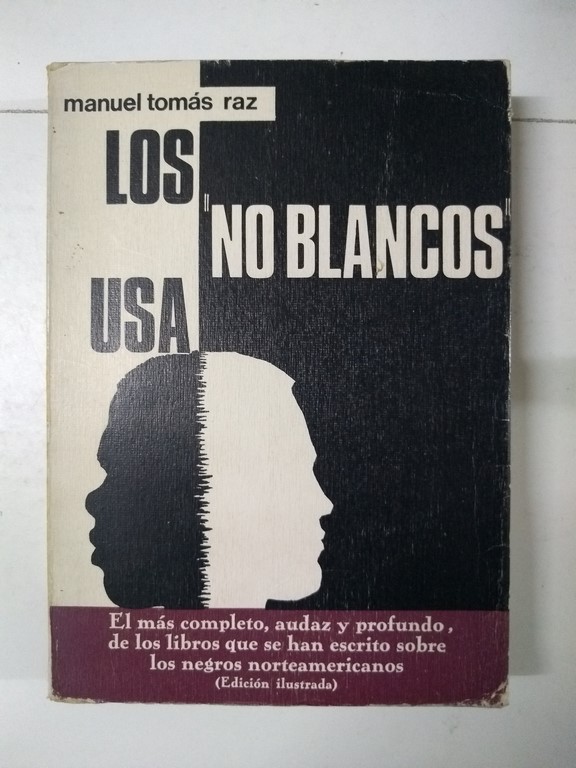 manuel tomás raz
LOS
"NO BLANCOS"
USA
El más completo, audaz y profundo,
de los libros que se han escrito sobre
los negros norteamericanos
(Edición ilustrada)